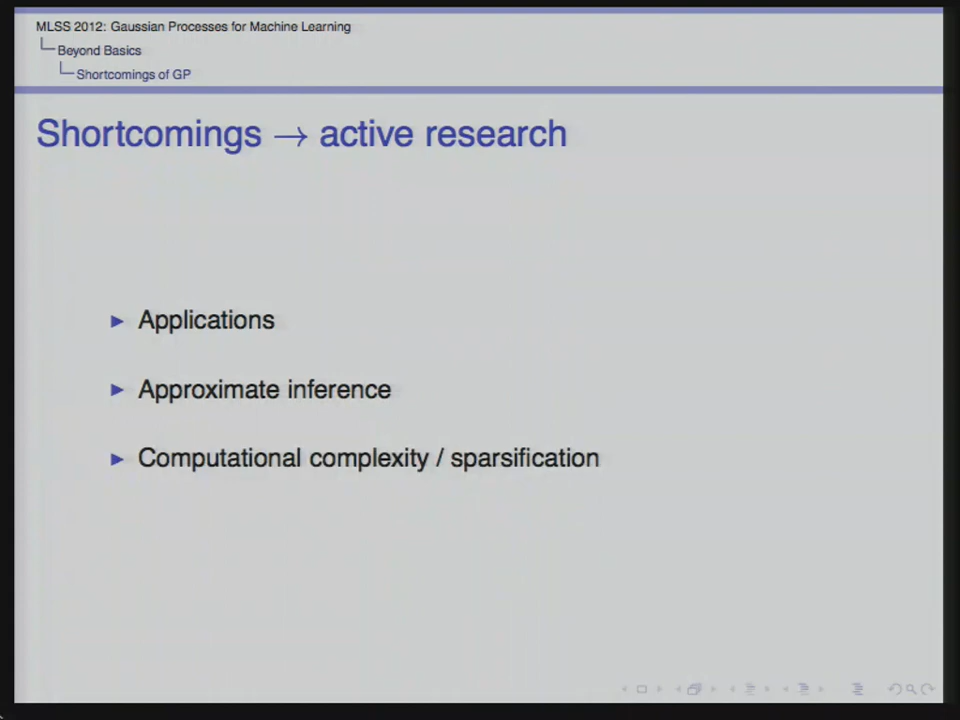 MLSS 2012: Gaussian Processes for Machine Learning
Beyond Basics
Shortcomings of GP
Shortcomings → active research
Applications
Approximate inference
Computational complexity / sparsification